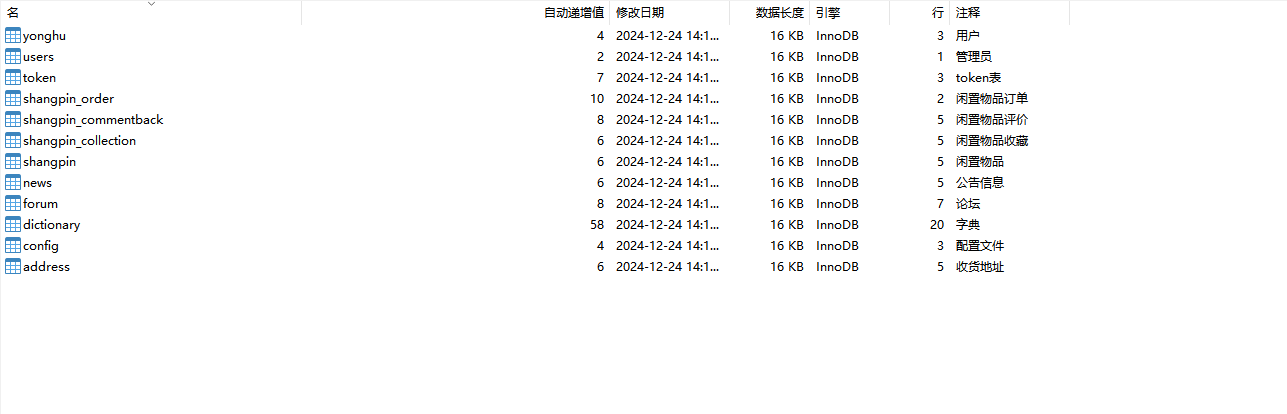 名 自动递增值 修改日期 数据长度 引擎 行 注释
yonghu 4 2024-12-24 14:1... 16 KB InnoDB 3 用户
users 2 2024-12-24 14:1... 16 KB InnoDB 1 管理员
token 7 2024-12-24 14:1... 16 KB InnoDB 3 token表
shangpin_order 10 2024-12-24 14:1... 16 KB InnoDB 2 闲置物品订单
shangpin_commentback 8 2024-12-24 14:1... 16 KB InnoDB 5 闲置物品评价
shangpin_collection 6 2024-12-24 14:1... 16 KB InnoDB 5 闲置物品收藏
shangpin 6 2024-12-24 14:1... 16 KB InnoDB 5 闲置物品
news 6 2024-12-24 14:1... 16 KB InnoDB 5 公告信息
forum 8 2024-12-24 14:1... 16 KB InnoDB 7 论坛
dictionary 58 2024-12-24 14:1... 16 KB InnoDB 20 字典
config 4 2024-12-24 14:1... 16 KB InnoDB 3 配置文件
address 6 2024-12-24 14:1... 16 KB InnoDB 5 收货地址